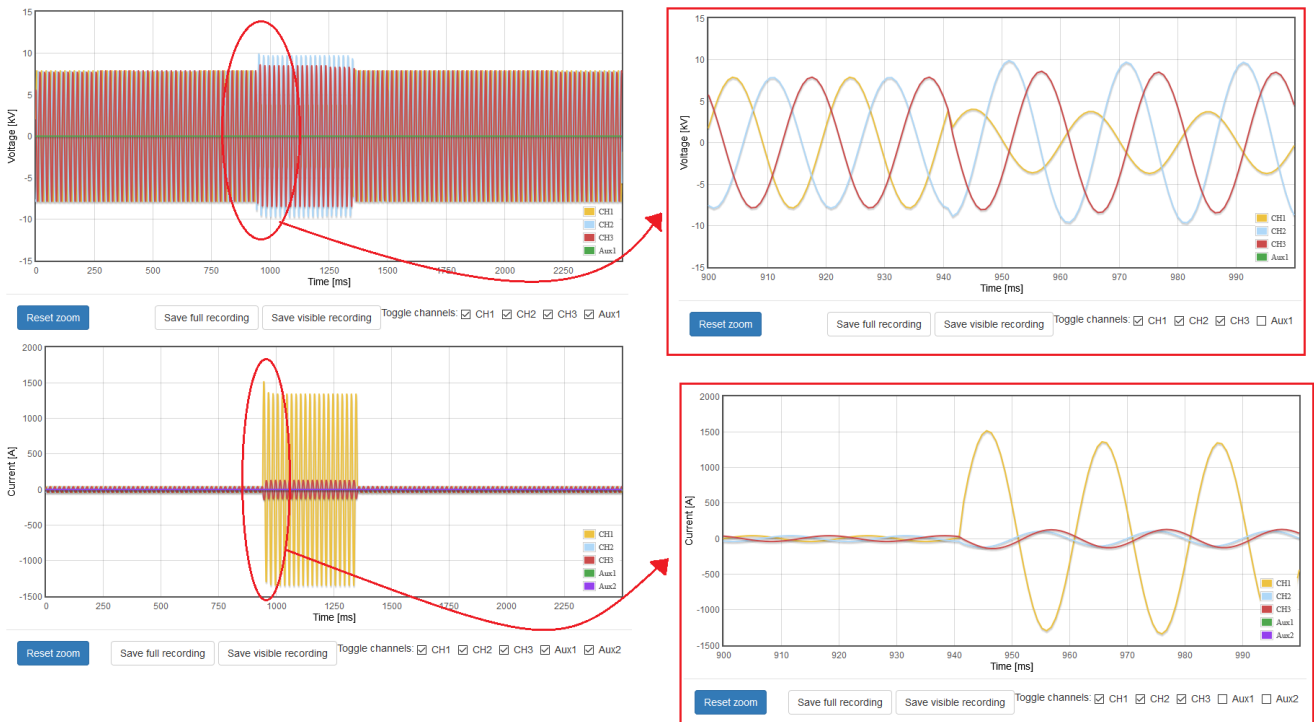 15
10
5
0
-5
-10
-15
Voltage [kV]
0 250 500 750 1000 1250 1500 1750 2000 2250
Time [ms]
CH1
CH2
CH3
Aux1
Reset zoom Save full recording Save visible recording Toggle channels: CH1 CH2 CH3 Aux1
15
10
5
0
-5
-10
-15
Voltage [kV]
900 910 920 930 940 950 960 970 980 990
Time [ms]
CH1
CH2
CH3
Aux1
Reset zoom Save full recording Save visible recording Toggle channels: CH1 CH2 CH3 Aux1
2000
1500
1000
500
0
-500
-1000
-1500
Current [A]
0 250 500 750 1000 1250 1500 1750 2000 2250
Time [ms]
CH1
CH2
CH3
Aux1
Aux2
Reset zoom Save full recording Save visible recording Toggle channels: CH1 CH2 CH3 Aux1 Aux2
2000
1500
1000
500
0
-500
-1000
-1500
Current [A]
900 910 920 930 940 950 960 970 980 990
Time [ms]
CH1
CH2
CH3
Aux1
Aux2
Reset zoom Save full recording Save visible recording Toggle channels: CH1 CH2 CH3 Aux1 Aux2